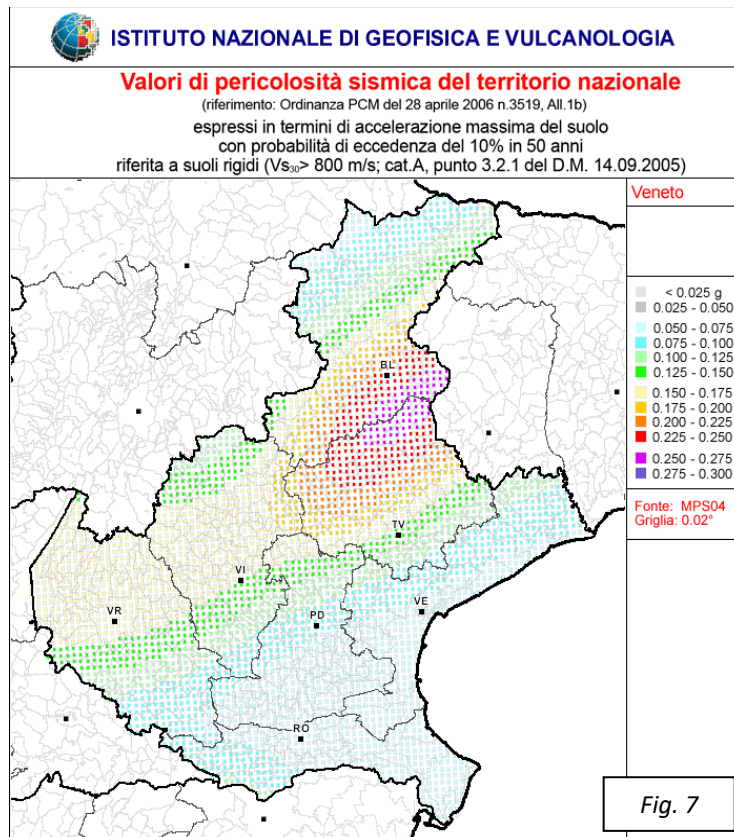 ISTITUTO NAZIONALE DI GEOFISICA E VULCANOLOGIA
Valori di pericolosità sismica del territorio nazionale
(riferimento: Ordinanza PCM del 28 aprile 2006 n.3519, All.1b)
espressi in termini di accelerazione massima del suolo
con probabilità di eccedenza del 10% in 50 anni
riferita a suoli rigidi (Vs₃₀> 800 m/s; cat.A, punto 3.2.1 del D.M. 14.09.2005)
Veneto
< 0.025 g
0.025 - 0.050
0.050 - 0.075
0.075 - 0.100
0.100 - 0.125
0.125 - 0.150
0.150 - 0.175
0.175 - 0.200
0.200 - 0.225
0.225 - 0.250
0.250 - 0.275
0.275 - 0.300
Fonte: MPS04
Griglia: 0.02°
BL
TV
VI
VR
PD
VE
RO
Fig. 7